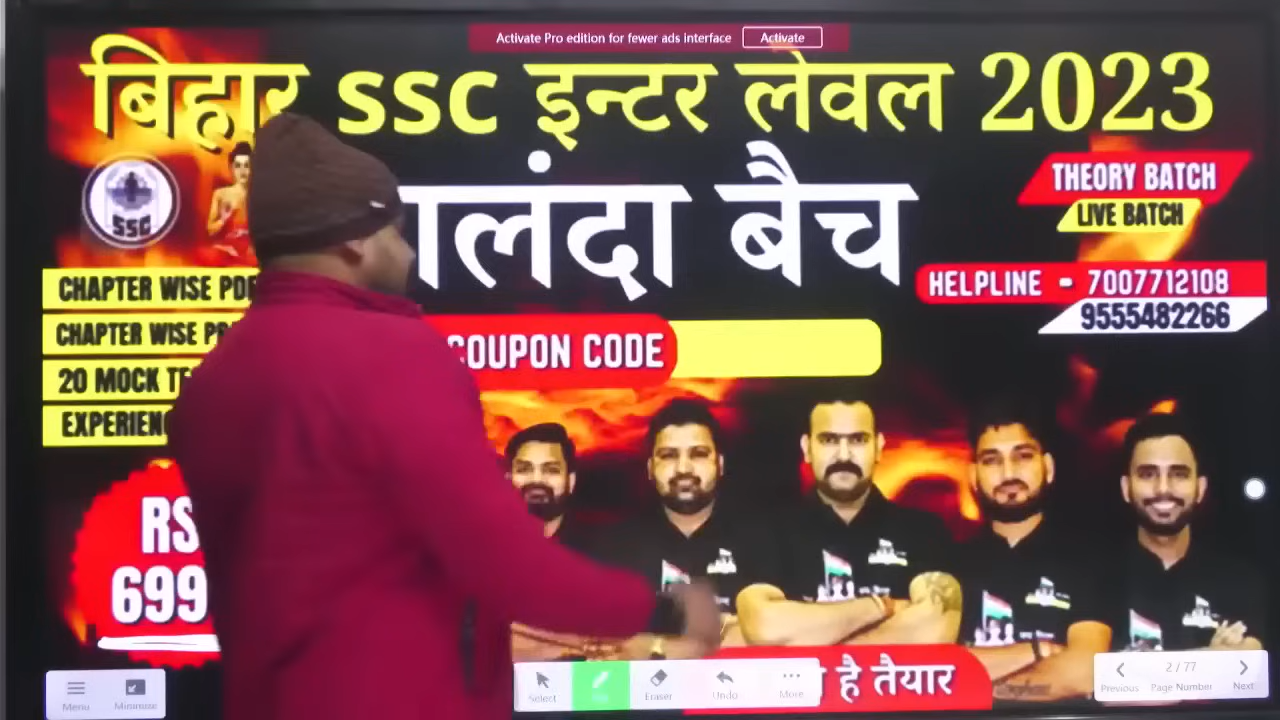 Activate Pro edition for fewer ads interface Activate
बिहार SSC इन्टर लेवल 2023
बैच
THEORY BATCH
LIVE BATCH
SSC
HELPLINE - 7007712108
9555482266
CHAPTER WISE
CHAPTER WISE
20 MOCK
COUPON CODE
RS
699
है तैयार
Menu
Minimize
Select
Eraser
Undo
More
Previous
2 / 77
Page Number
Next